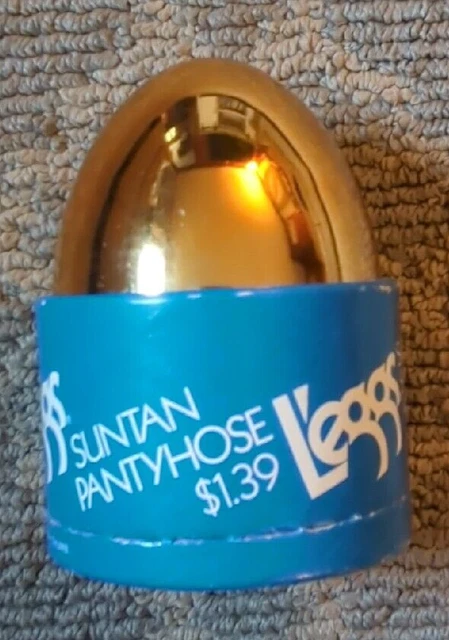 SUNTAN
PANTYHOSE
$1.39
L'eggs